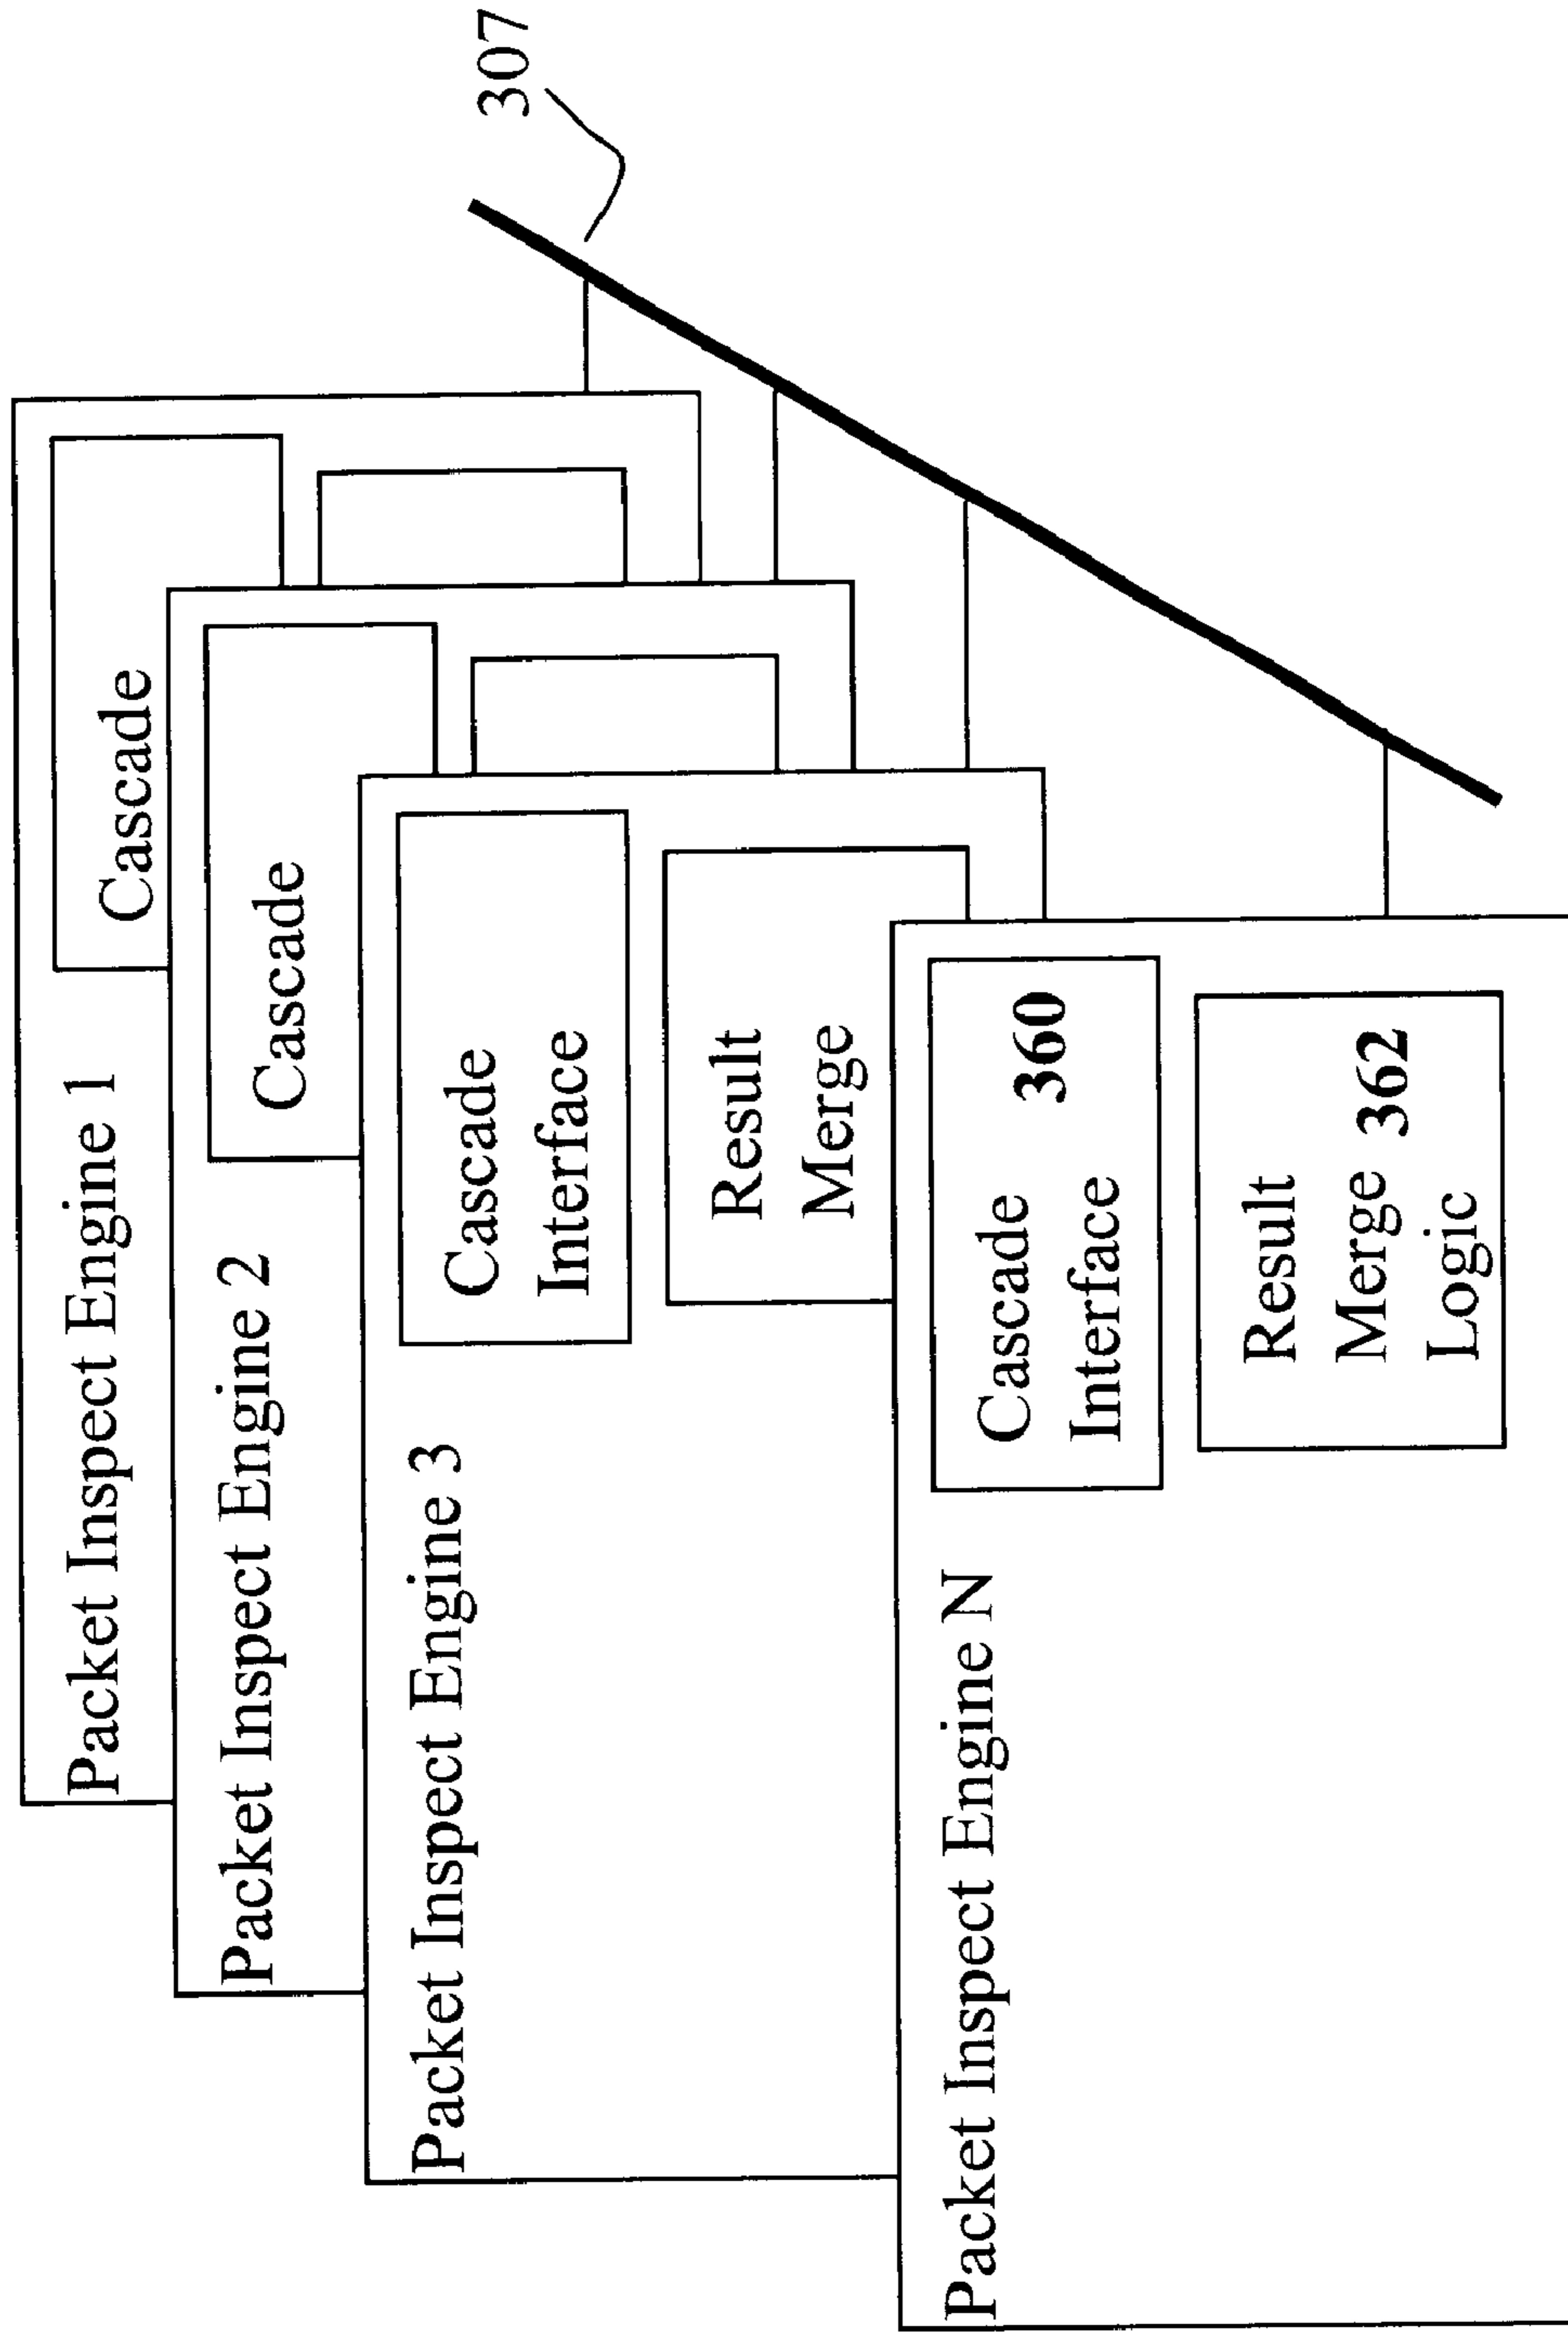 Packet Inspect Engine 1
Cascade
Packet Inspect Engine 2
Cascade
Packet Inspect Engine 3
Cascade
Interface
Result
Merge
Packet Inspect Engine N
Cascade
Interface 360
Result
Merge 362
Logic
307